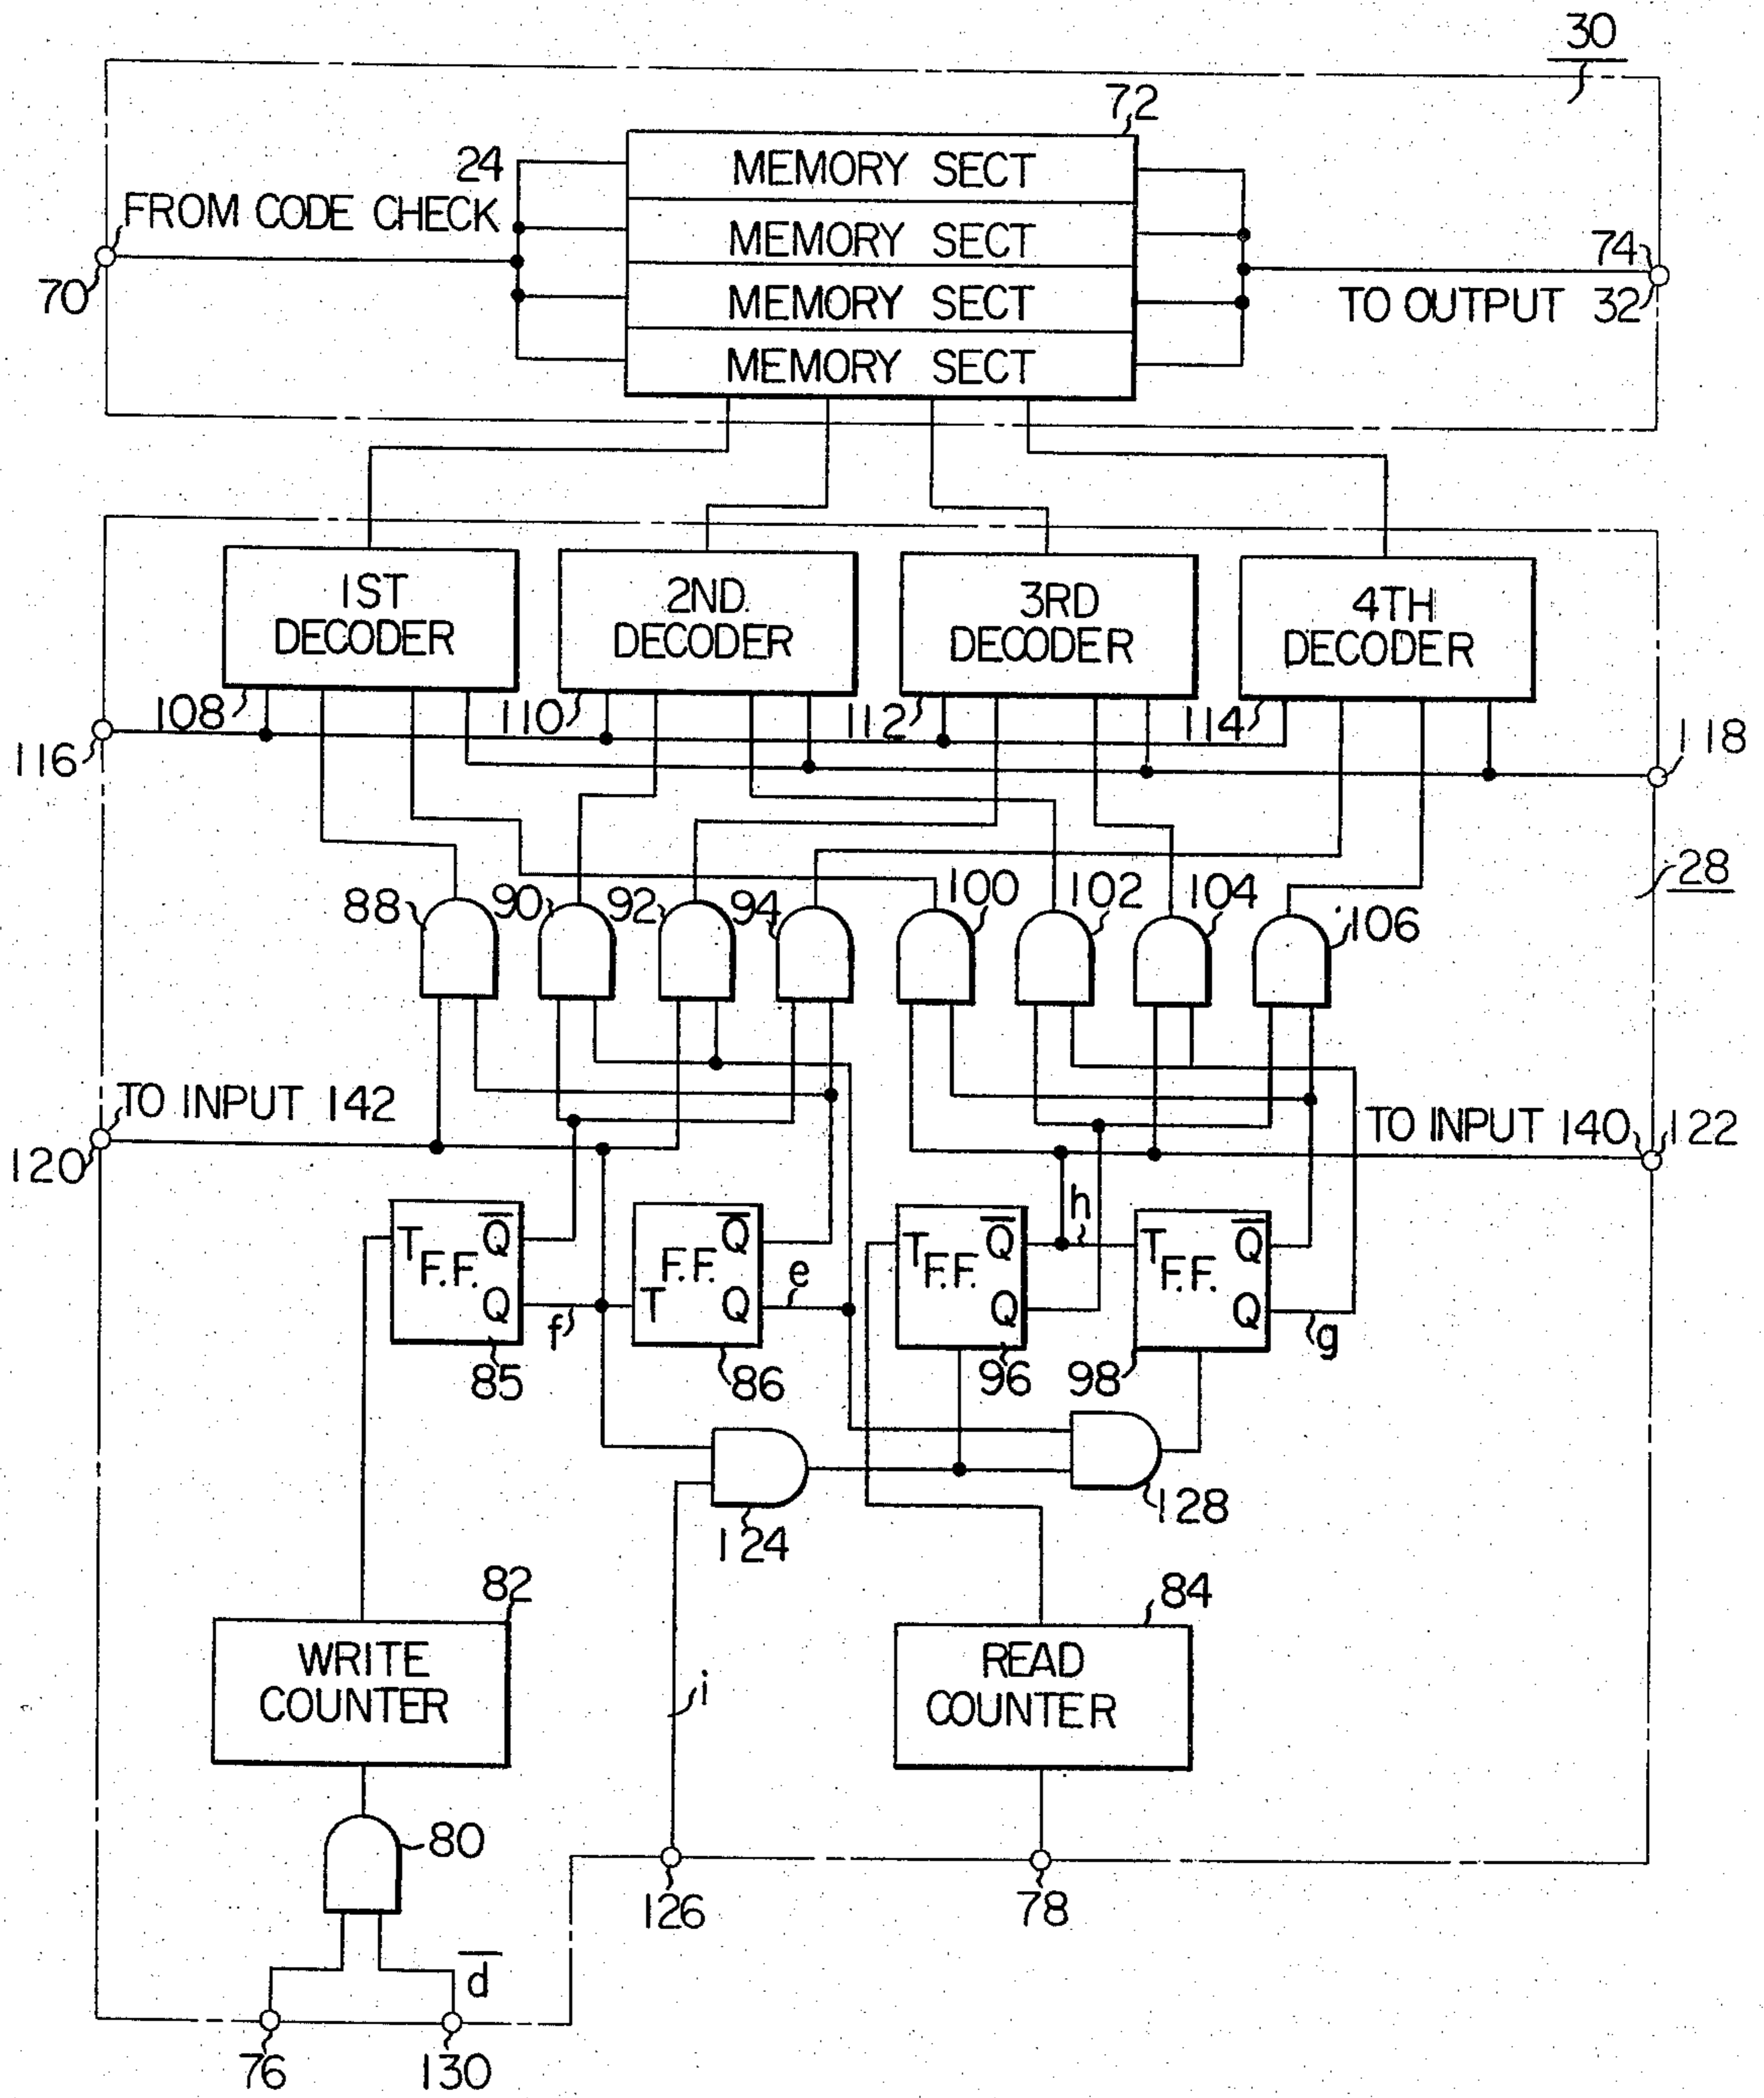 30
72
24
MEMORY SECT
FROM CODE CHECK
MEMORY SECT
74
70
MEMORY SECT
TO OUTPUT 32
MEMORY SECT
1ST
DECODER
2ND.
DECODER
3RD
DECODER
4TH
DECODER
108
110
112
114
116
118
28
88
90
92
94
100
102
104
106
TO INPUT 142
TO INPUT 140
120
122
T
F.F.
Q̅
Q
85
f
F.F.
T
Q̅
Q
86
e
T
F.F.
Q̅
Q
96
h
T
F.F.
Q̅
Q
98
g
124
128
82
84
WRITE
COUNTER
i
READ
COUNTER
80
126
78
d̅
76
130